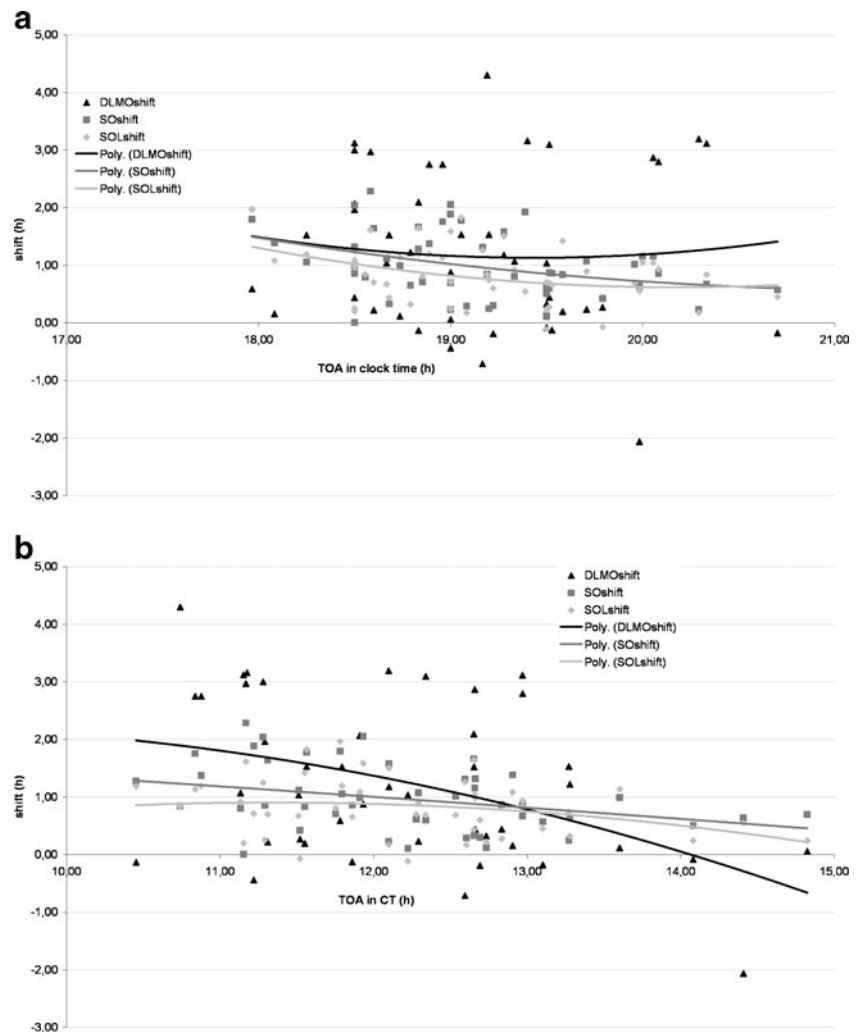 a
5,00
4,00
3,00
2,00
1,00
0,00
-1,00
-2,00
-3,00
shift (h)
DLMOshift
SOshift
SOLshift
Poly. (DLMOshift)
Poly. (SOshift)
Poly. (SOLshift)
17,00 18,00 19,00 20,00 21,00
TOA in clock time (h)
b
5,00
4,00
3,00
2,00
1,00
0,00
-1,00
-2,00
-3,00
shift (h)
DLMOshift
SOshift
SOLshift
Poly. (DLMOshift)
Poly. (SOshift)
Poly. (SOLshift)
10,00 11,00 12,00 13,00 14,00 15,00
TOA in CT (h)